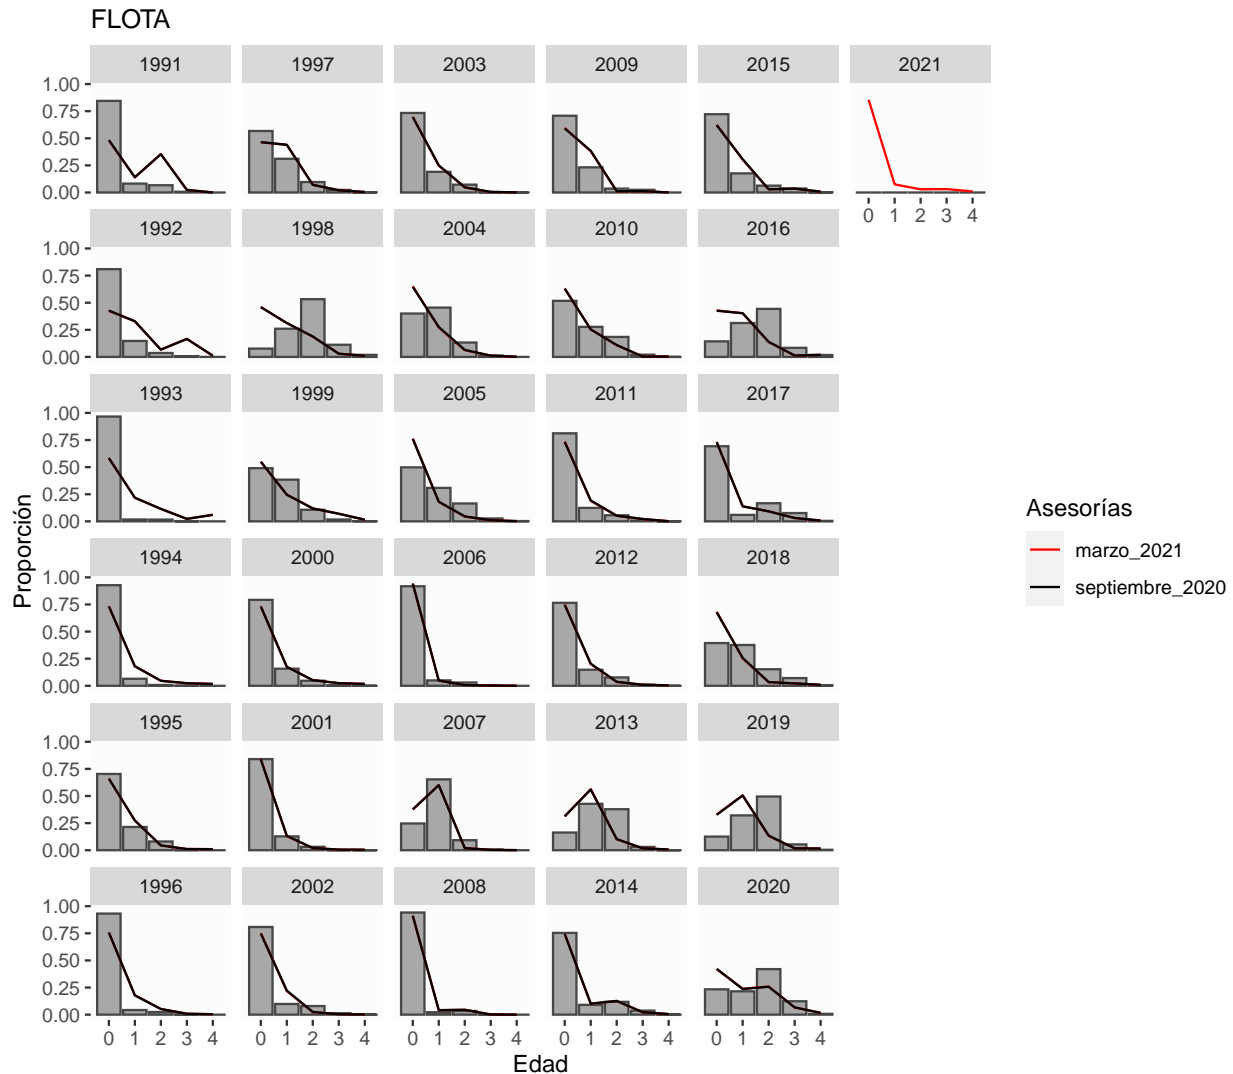 FLOTA
1991 1997 2003 2009 2015 2021
1.00
0.75
0.50
0.25
0.00
0 1 2 3 4
1992 1998 2004 2010 2016
1.00
0.75
0.50
0.25
0.00
1993 1999 2005 2011 2017
1.00
0.75
0.50
0.25
0.00
1994 2000 2006 2012 2018
1.00
0.75
0.50
0.25
0.00
1995 2001 2007 2013 2019
1.00
0.75
0.50
0.25
0.00
1996 2002 2008 2014 2020
1.00
0.75
0.50
0.25
0.00
0 1 2 3 4 0 1 2 3 4 0 1 2 3 4 0 1 2 3 4 0 1 2 3 4
Edad
Proporción
Asesorías
marzo_2021
septiembre_2020